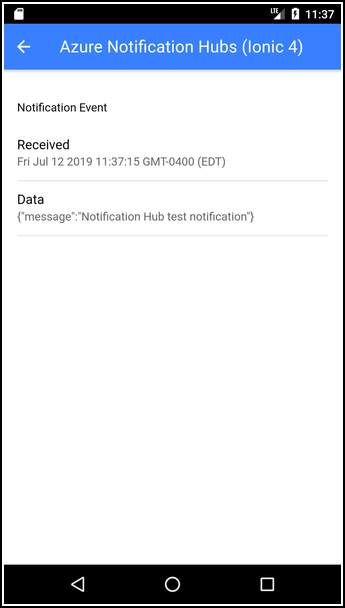 LTE 11:37
Azure Notification Hubs (Ionic 4)
Notification Event
Received
Fri Jul 12 2019 11:37:15 GMT-0400 (EDT)
Data
{"message":"Notification Hub test notification"}